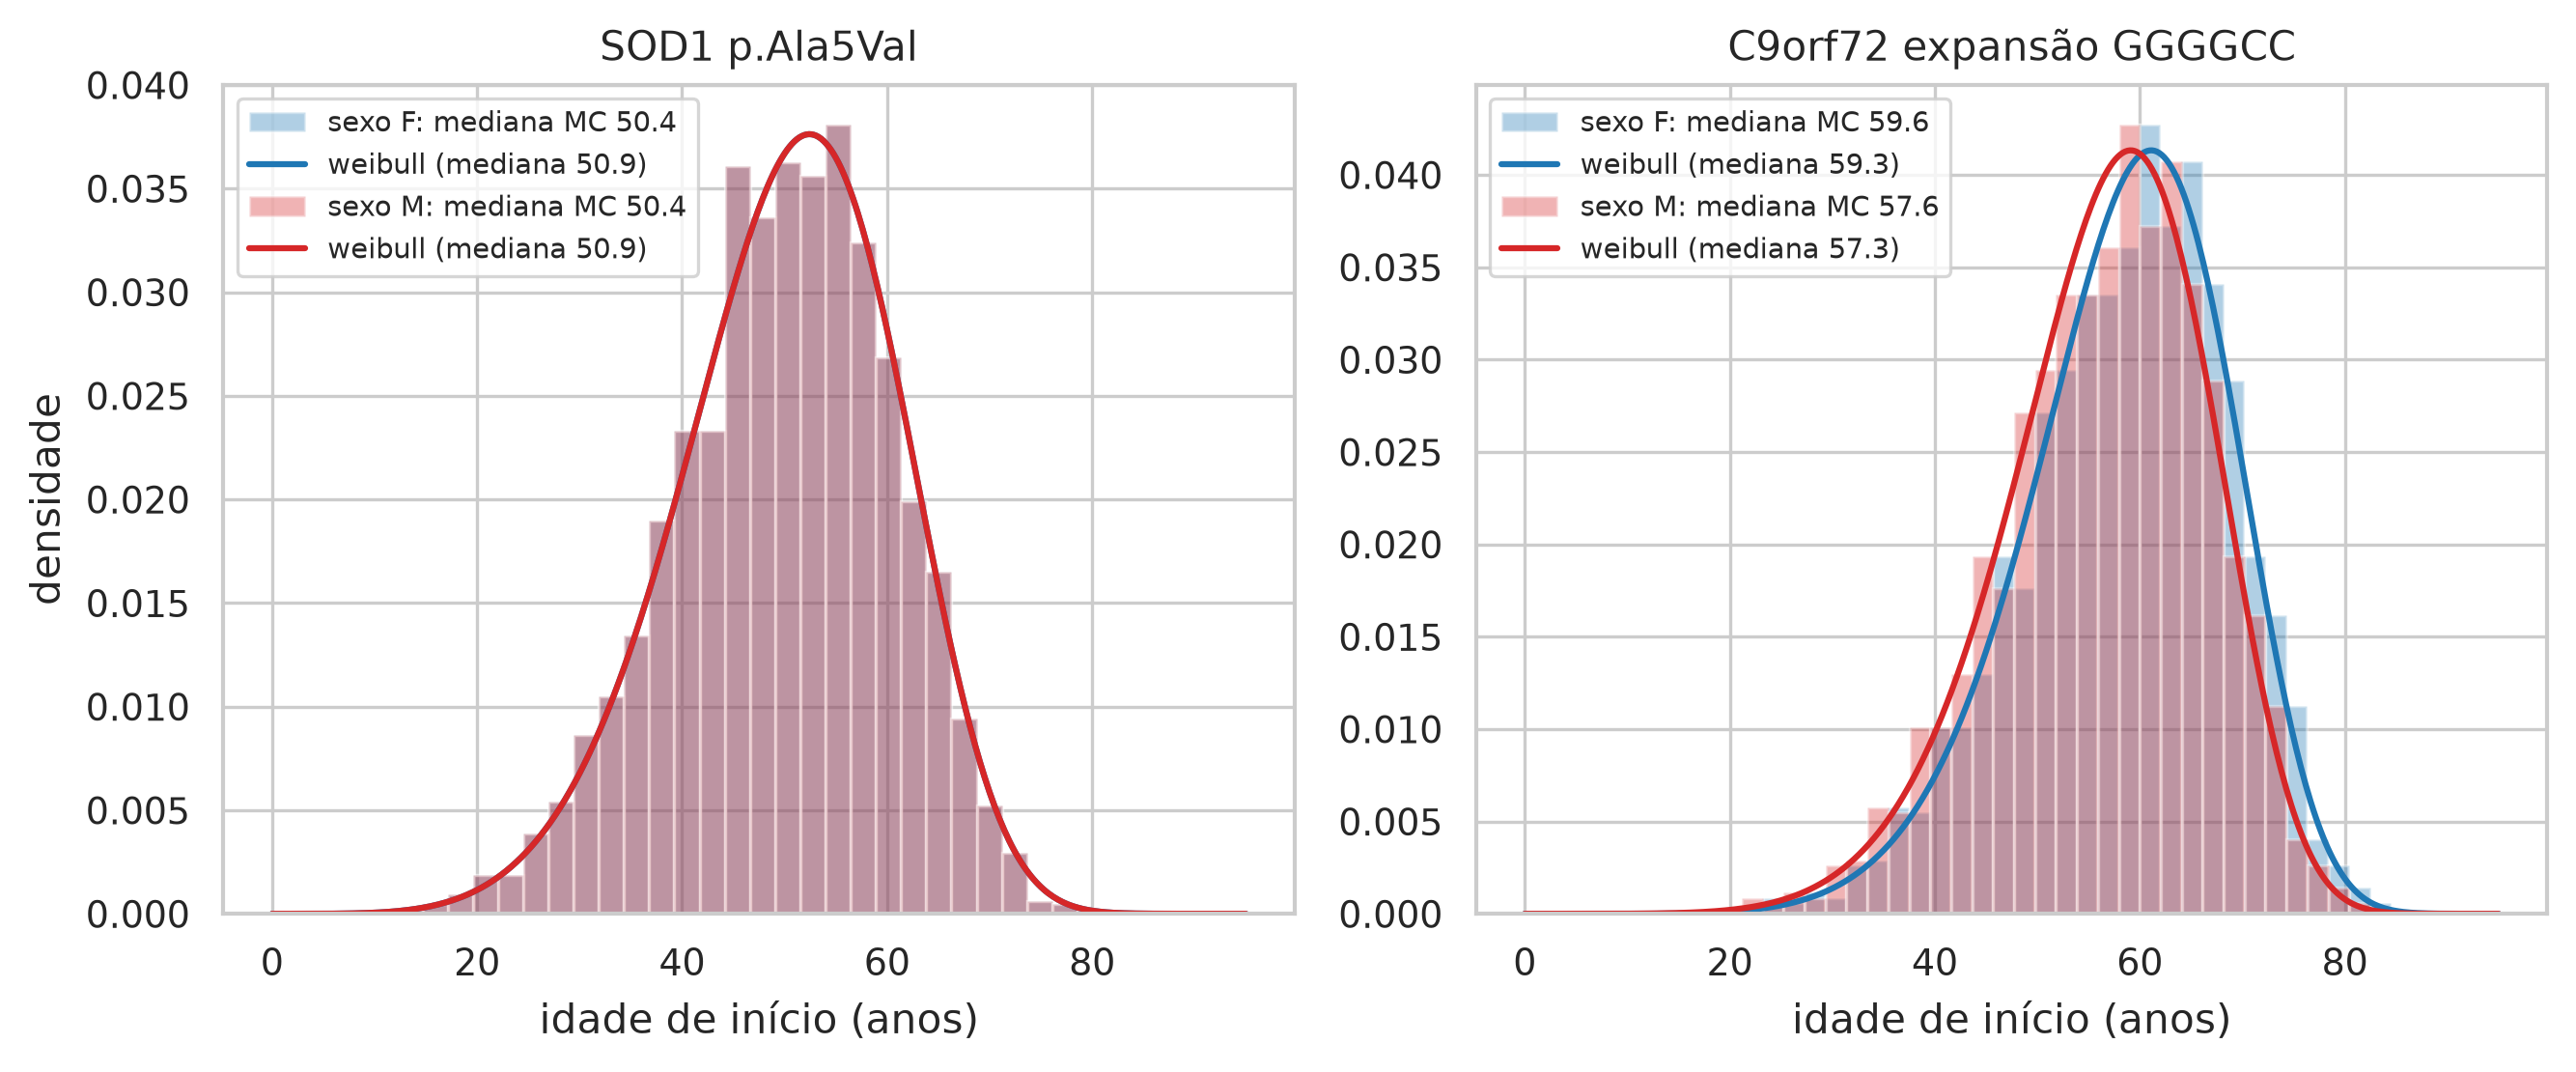 SOD1 p.Ala5Val
0.040
0.035
0.030
0.025
0.020
0.015
0.010
0.005
0.000
densidade
sexo F: mediana MC 50.4
weibull (mediana 50.9)
sexo M: mediana MC 50.4
weibull (mediana 50.9)
0
20
40
60
80
idade de início (anos)
C9orf72 expansão GGGGCC
0.040
0.035
0.030
0.025
0.020
0.015
0.010
0.005
0.000
sexo F: mediana MC 59.6
weibull (mediana 59.3)
sexo M: mediana MC 57.6
weibull (mediana 57.3)
0
20
40
60
80
idade de início (anos)